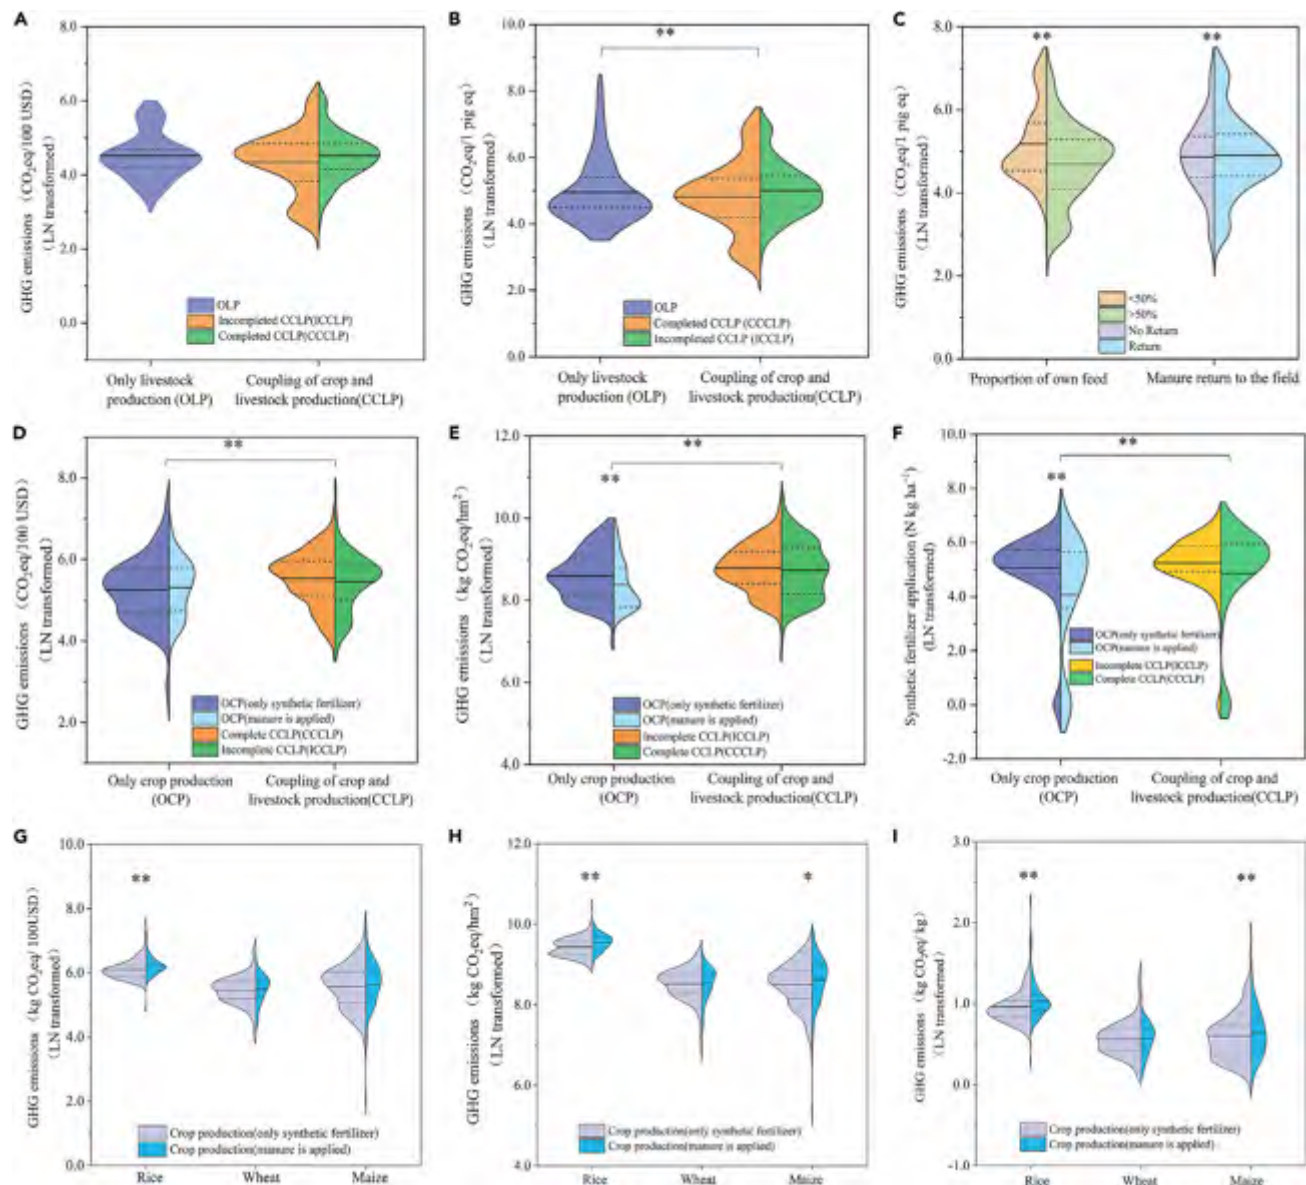 A
GHG emissions （CO₂eq/100 USD）
（LN transformed）
8.0
6.0
4.0
2.0
0.0
OLP
Incompleted CCLP(ICCLP)
Completed CCLP(CCCLP)
Only livestock
production (OLP)
Coupling of crop and
livestock production(CCLP)
B
GHG emissions （CO₂eq/1 pig eq）
（LN transformed）
10.0
8.0
6.0
4.0
2.0
0.0
**
OLP
Completed CCLP (CCCLP)
Incompleted CCLP (ICCLP)
Only livestock
production (OLP)
Coupling of crop and
livestock production(CCLP)
C
GHG emissions （CO₂eq/1 pig eq）
（LN transformed）
8.0
6.0
4.0
2.0
0.0
**
**
<50%
>50%
No Return
Return
Proportion of own feed
Manure return to the field
D
GHG emissions （CO₂eq/100 USD）
（LN transformed）
8.0
6.0
4.0
2.0
**
OCP(only synthetic fertilizer)
OCP(manure is applied)
Complete CCLP(CCCLP)
Incomplete CCLP(ICCLP)
Only crop production
(OCP)
Coupling of crop and
livestock production(CCLP)
E
GHG emissions （kg CO₂eq/hm²）
（LN transformed）
12.0
10.0
8.0
6.0
4.0
**
**
OCP(only synthetic fertilizer)
OCP(manure is applied)
Incomplete CCLP(ICCLP)
Complete CCLP(CCCLP)
Only crop production
(OCP)
Coupling of crop and
livestock production(CCLP)
F
Synthetic fertilizer application (N kg ha⁻¹)
(LN transformed)
10.0
8.0
6.0
4.0
2.0
0.0
-2.0
**
**
OCP(only synthetic fertilizer)
OCP(manure is applied)
Incomplete CCLP(ICCLP)
Complete CCLP(CCCLP)
Only crop production
(OCP)
Coupling of crop and
livestock production(CCLP)
G
GHG emissions （kg CO₂eq/ 100USD）
（LN transformed）
10.0
8.0
6.0
4.0
2.0
0.0
**
Crop production(only synthetic fertilizer)
Crop production(manure is applied)
Rice
Wheat
Maize
H
GHG emissions （kg CO₂eq/hm²）
（LN transformed）
12.0
10.0
8.0
6.0
4.0
**
*
Crop production(only synthetic fertilizer)
Crop production(manure is applied)
Rice
Wheat
Maize
I
GHG emissions （kg CO₂eq/ kg）
（LN transformed）
3.0
2.0
1.0
0.0
-1.0
**
**
Crop production(only synthetic fertilizer)
Crop production(manure is applied)
Rice
Wheat
Maize